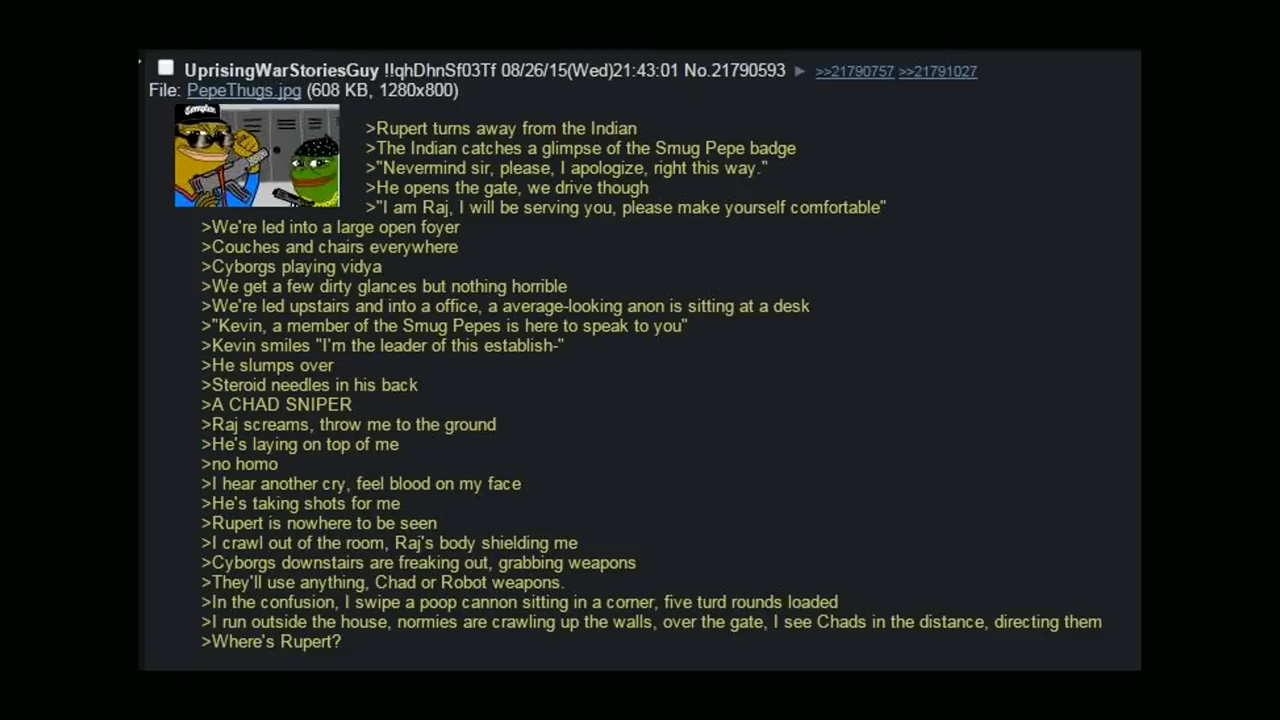 UprisingWarStoriesGuy !!qhDhnSf03Tf 08/26/15(Wed)21:43:01 No.21790593 ▶ >>21790757 >>21791027
File: PepeThugs.jpg (608 KB, 1280x800)
>Rupert turns away from the Indian
>The Indian catches a glimpse of the Smug Pepe badge
>"Nevermind sir, please, I apologize, right this way."
>He opens the gate, we drive though
>"I am Raj, I will be serving you, please make yourself comfortable"
>We're led into a large open foyer
>Couches and chairs everywhere
>Cyborgs playing vidya
>We get a few dirty glances but nothing horrible
>We're led upstairs and into a office, a average-looking anon is sitting at a desk
>"Kevin, a member of the Smug Pepes is here to speak to you"
>Kevin smiles "I'm the leader of this establish-"
>He slumps over
>Steroid needles in his back
>A CHAD SNIPER
>Raj screams, throw me to the ground
>He's laying on top of me
>no homo
>I hear another cry, feel blood on my face
>He's taking shots for me
>Rupert is nowhere to be seen
>I crawl out of the room, Raj's body shielding me
>Cyborgs downstairs are freaking out, grabbing weapons
>They'll use anything, Chad or Robot weapons.
>In the confusion, I swipe a poop cannon sitting in a corner, five turd rounds loaded
>I run outside the house, normies are crawling up the walls, over the gate, I see Chads in the distance, directing them
>Where's Rupert?